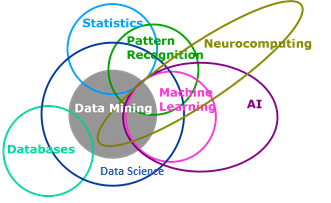 Statistics
Pattern
Recognition
Neurocomputing
Machine
Learning
AI
Data Mining
Databases
Data Science